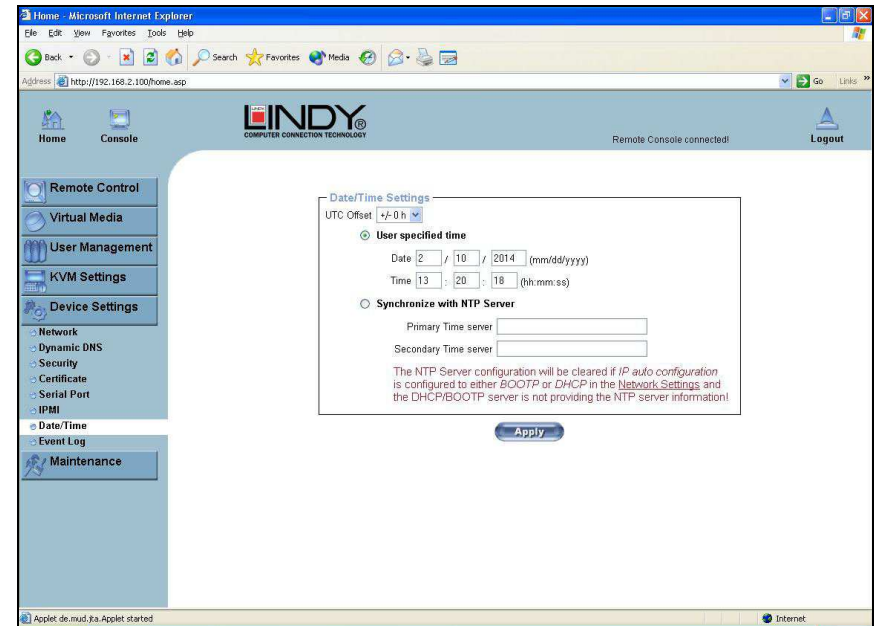 Home - Microsoft Internet Explorer
File Edit View Favorites Tools Help
Back Search Favorites Media
Address http://192.168.2.100/home.asp Go Links »
Home Console LINDY® Remote Console connected! Logout
COMPUTER CONNECTION TECHNOLOGY
Remote Control
Virtual Media
User Management
KVM Settings
Device Settings
Network
Dynamic DNS
Security
Certificate
Serial Port
IPMI
Date/Time
Event Log
Maintenance
Date/Time Settings
UTC Offset +/- 0 h
User specified time
Date 2 / 10 / 2014 (mm/dd/yyyy)
Time 13 : 20 : 18 (hh:mm:ss)
Synchronize with NTP Server
Primary Time server
Secondary Time server
The NTP Server configuration will be cleared if IP auto configuration
is configured to either BOOTP or DHCP in the Network Settings and
the DHCP/BOOTP server is not providing the NTP server information!
Apply
Applet de.mud.jta.Applet started Internet